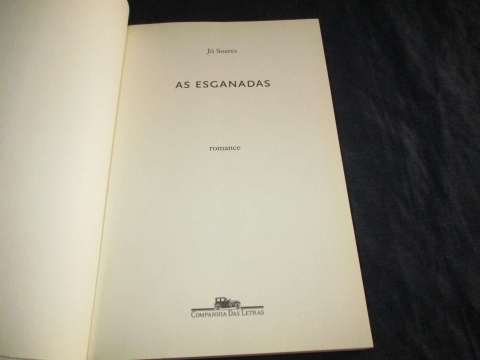 Jô Soares
AS ESGANADAS
romance
COMPANHIA DAS LETRAS